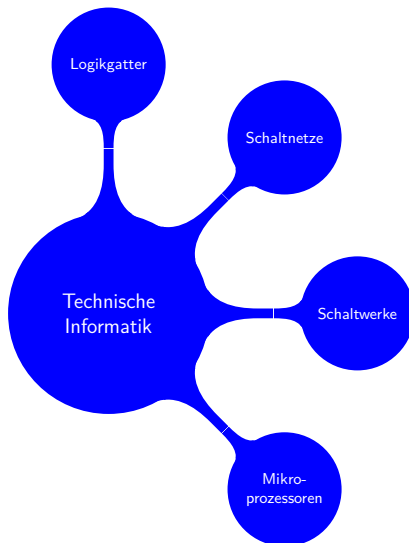 Logikgatter
Schaltnetze
Technische
Informatik
Schaltwerke
Mikro-
prozessoren